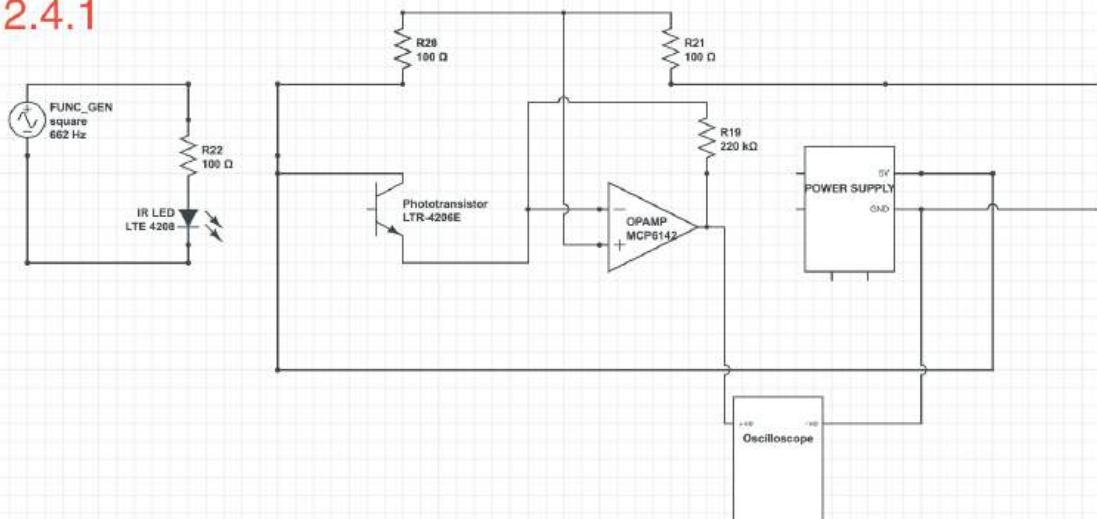 2.4.1
R20
100 Ω
R21
100 Ω
FUNC_GEN
square
662 Hz
R22
100 Ω
R19
220 kΩ
5V
POWER SUPPLY
GND
Phototransistor
LTR-4206E
IR LED
LTE 4208
OPAMP
MCP6142
−
+
Oscilloscope